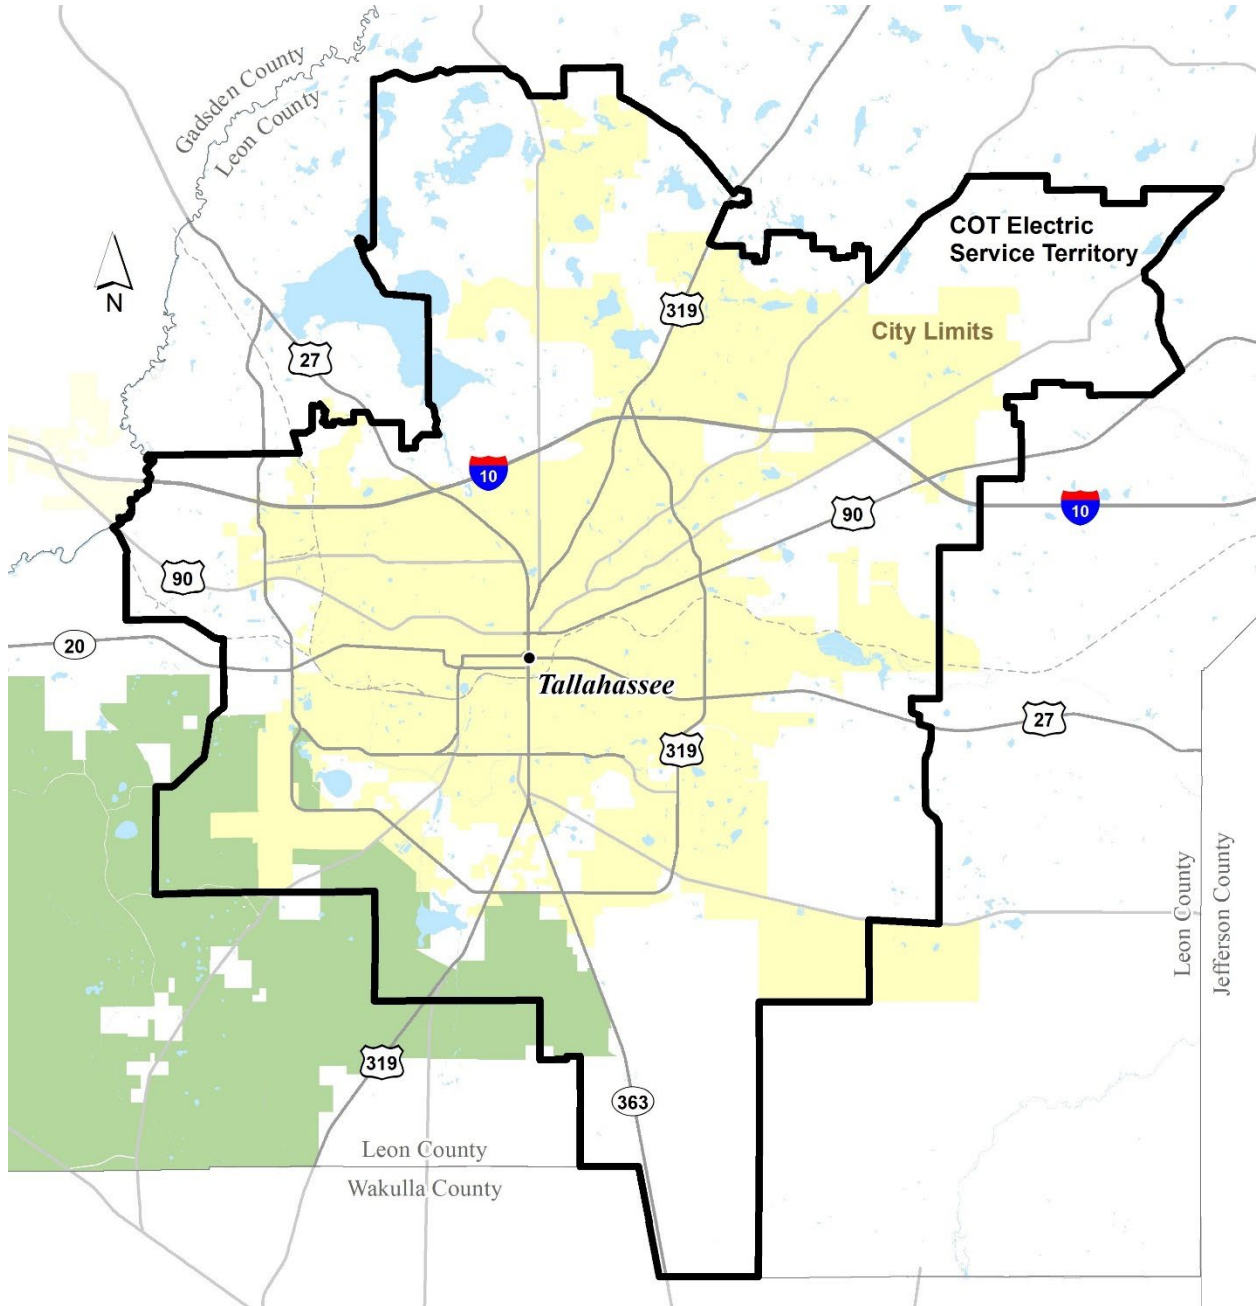 Gadsden County
Leon County
COT Electric
Service Territory
N
319
City Limits
27
10
90
10
90
20
Tallahassee
27
319
Leon County
Jefferson County
319
363
Leon County
Wakulla County